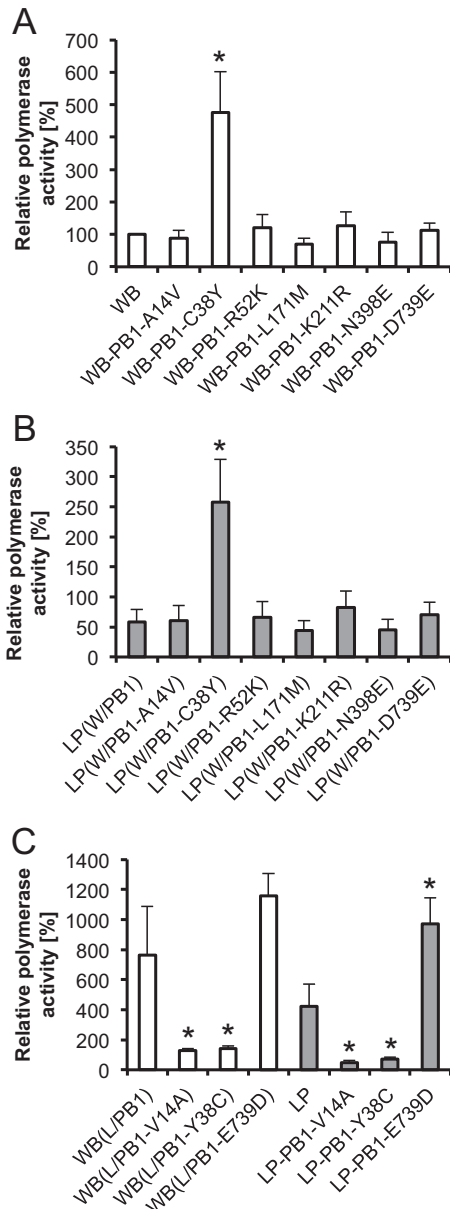 A
Relative polymerase
activity [%]
700
600
500
400
300
200
100
0
*
WB
WB-PB1-A14V
WB-PB1-C38Y
WB-PB1-R52K
WB-PB1-L171M
WB-PB1-K211R
WB-PB1-N398E
WB-PB1-D739E
B
Relative polymerase
activity [%]
350
300
250
200
150
100
50
0
*
LP(W/PB1)
LP(W/PB1-A14V)
LP(W/PB1-C38Y)
LP(W/PB1-R52K)
LP(W/PB1-L171M)
LP(W/PB1-K211R)
LP(W/PB1-N398E)
LP(W/PB1-D739E)
C
Relative polymerase
activity [%]
1400
1200
1000
800
600
400
200
0
* * * * *
WB(L/PB1)
WB(L/PB1-V14A)
WB(L/PB1-Y38C)
WB(L/PB1-E739D)
LP
LP-PB1-V14A
LP-PB1-Y38C
LP-PB1-E739D